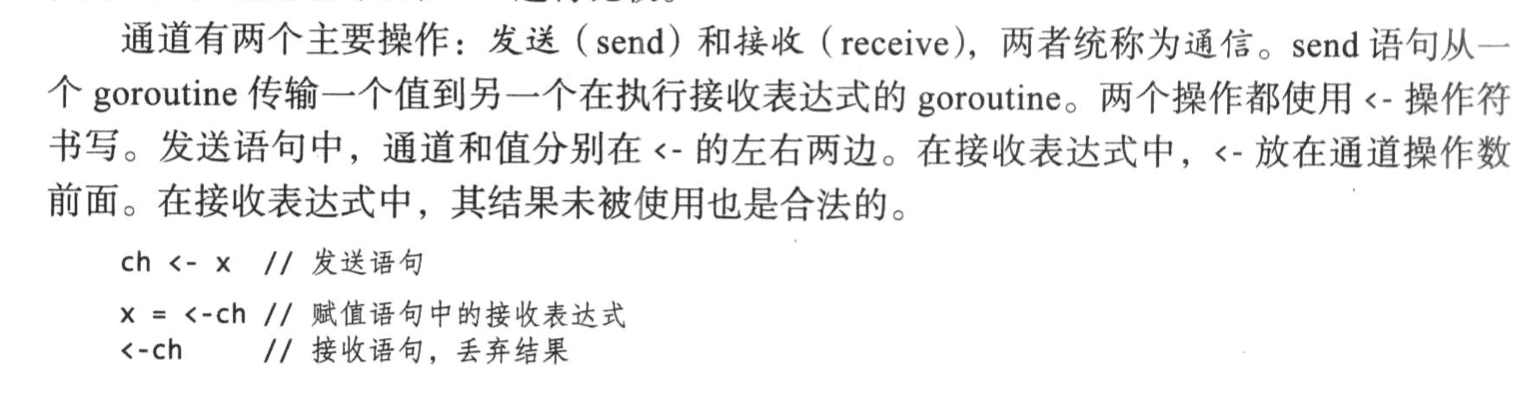 通道有两个主要操作：发送（send）和接收（receive），两者统称为通信。send 语句从一
个 goroutine 传输一个值到另一个在执行接收表达式的 goroutine。两个操作都使用 <- 操作符
书写。发送语句中，通道和值分别在 <- 的左右两边。在接收表达式中，<- 放在通道操作数
前面。在接收表达式中，其结果未被使用也是合法的。
ch <- x // 发送语句
x = <-ch // 赋值语句中的接收表达式
<-ch // 接收语句，丢弃结果